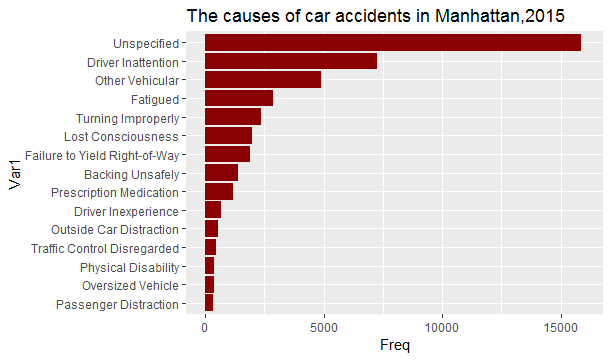 The causes of car accidents in Manhattan,2015
Var1
Unspecified
Driver Inattention
Other Vehicular
Fatigued
Turning Improperly
Lost Consciousness
Failure to Yield Right-of-Way
Backing Unsafely
Prescription Medication
Driver Inexperience
Outside Car Distraction
Traffic Control Disregarded
Physical Disability
Oversized Vehicle
Passenger Distraction
0 5000 10000 15000
Freq